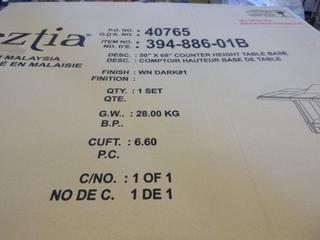 eztia
P.O. NO. : 40765
G.D'A. NO. :
ITEM NO. : 394-886-01B
N° D'E. :
MALAYSIA
É EN MALAISIE
DESC. : 50" X 66" COUNTER HEIGHT TABLE BASE
DESC. : COMPTOIR HAUTEUR BASE DE TABLE
FINISH : WN DARK#1
FINITION :
QTY. : 1 SET
QTE.
G.W.. : 28.00 KG
B.P..
CUFT. : 6.60
P.C.
C/NO. : 1 OF 1
NO DE C. 1 DE 1